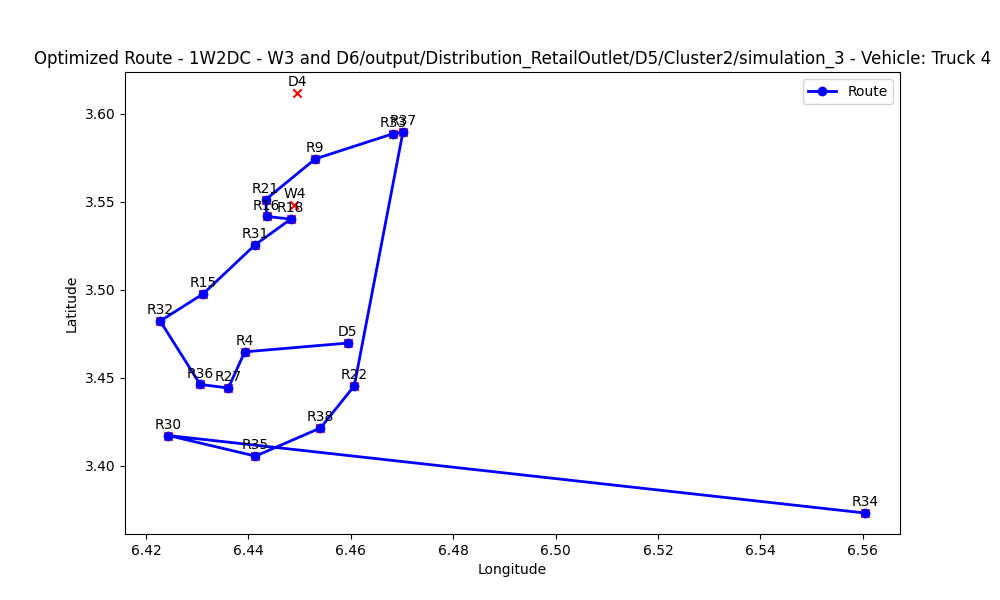 Optimized Route - 1W2DC - W3 and D6/output/Distribution_RetailOutlet/D5/Cluster2/simulation_3 - Vehicle: Truck 4
Route
D4
R33
R37
R9
R21
W4
R16
R18
R31
R15
R32
D5
R4
R36
R27
R22
R38
R30
R35
R34
3.60
3.55
3.50
3.45
3.40
Latitude
6.42 6.44 6.46 6.48 6.50 6.52 6.54 6.56
Longitude